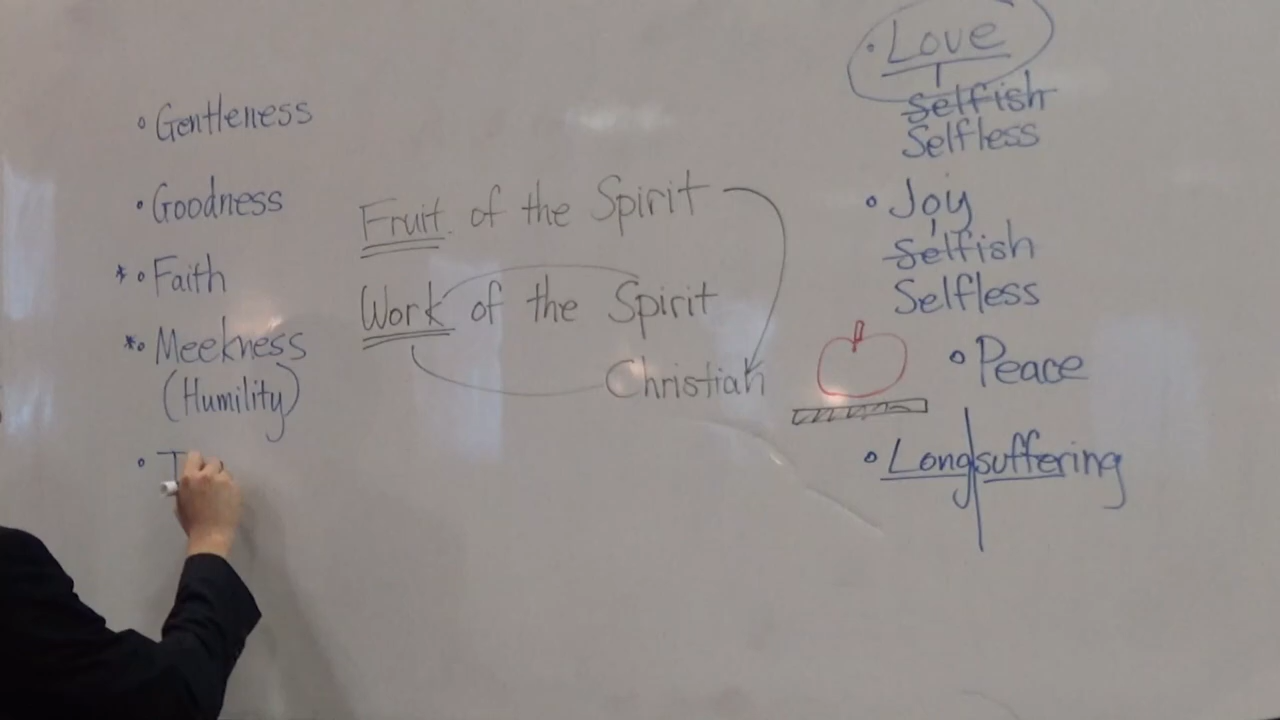 • Gentleness
• Goodness
* • Faith
* • Meekness
(Humility)
• T
Fruit of the Spirit
Work of the Spirit
Christian
• Love
Selfish
Selfless
• Joy
Selfish
Selfless
• Peace
• Longsuffering